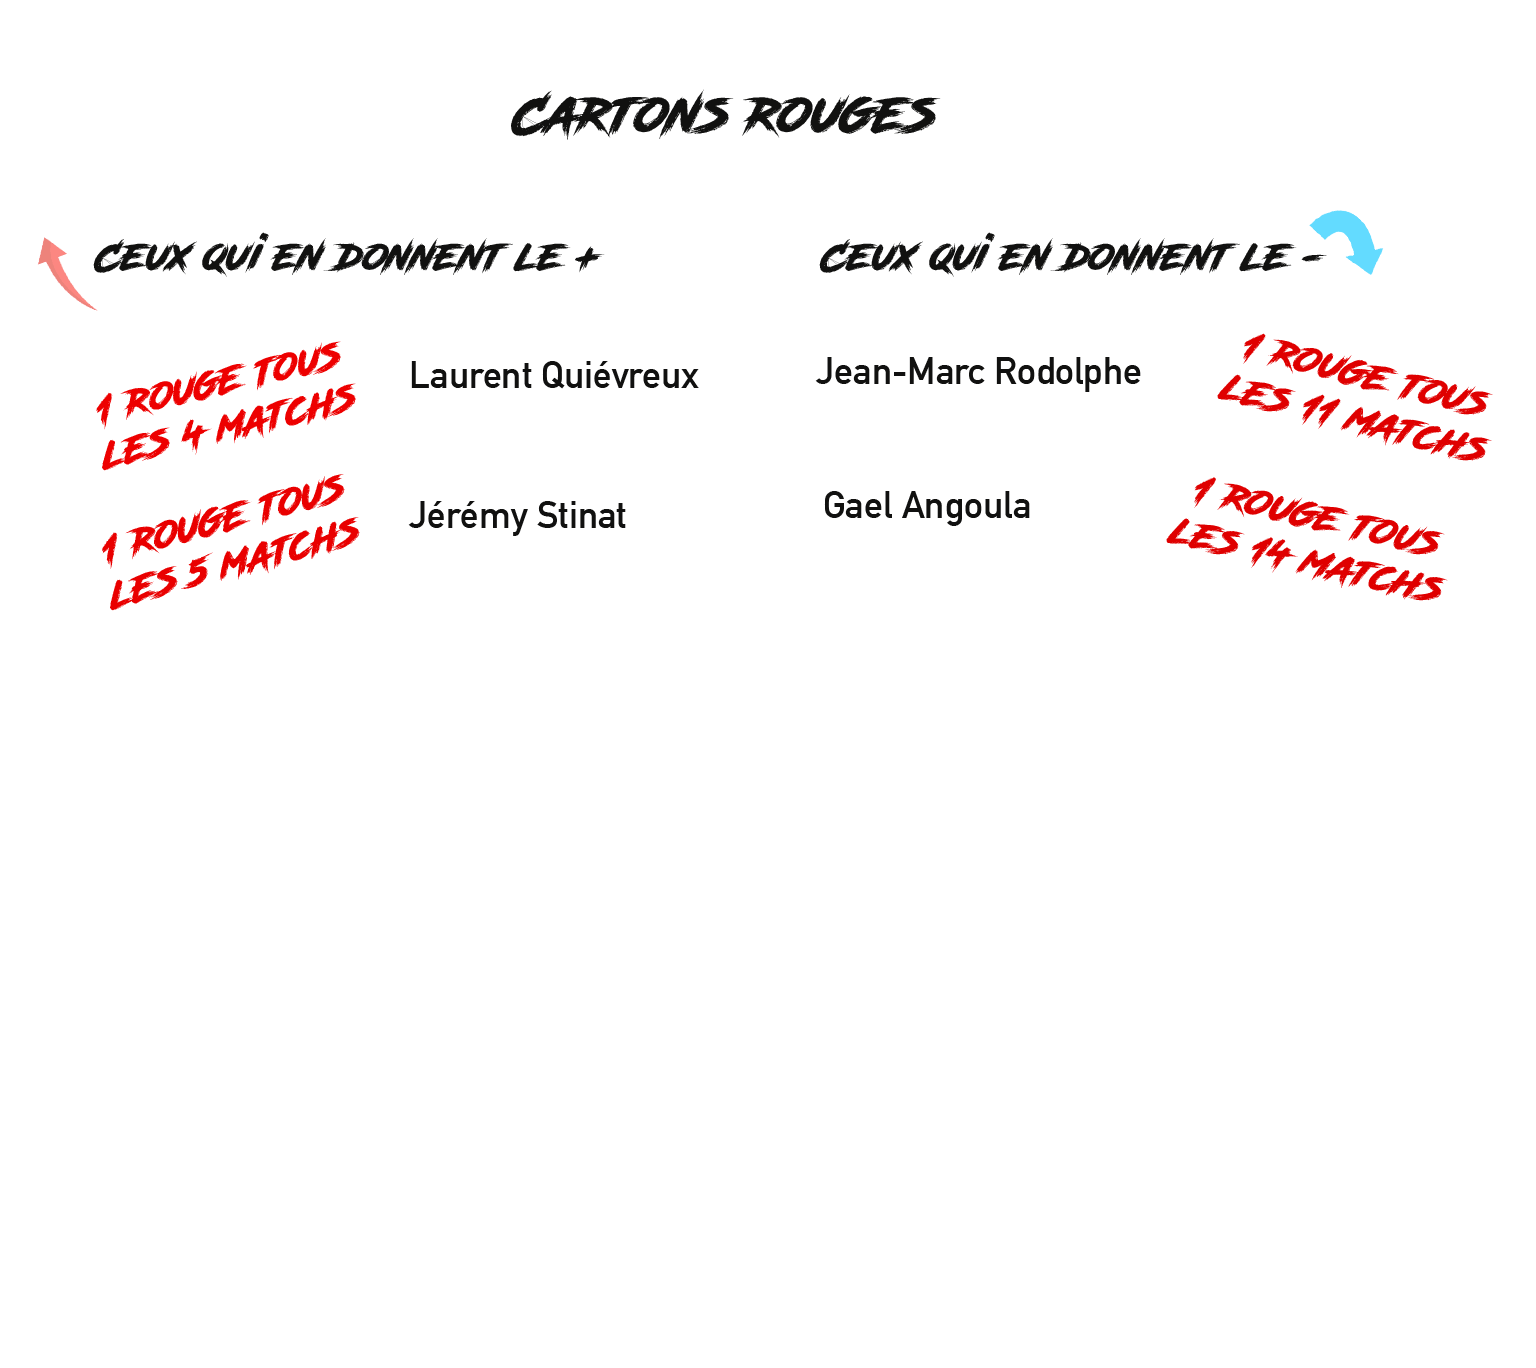 CARTONS ROUGES
CEUX QUI EN DONNENT LE +
1 ROUGE TOUS
LES 4 MATCHS
Laurent Quiévreux
1 ROUGE TOUS
LES 5 MATCHS
Jérémy Stinat
CEUX QUI EN DONNENT LE -
Jean-Marc Rodolphe
1 ROUGE TOUS
LES 11 MATCHS
Gael Angoula
1 ROUGE TOUS
LES 14 MATCHS